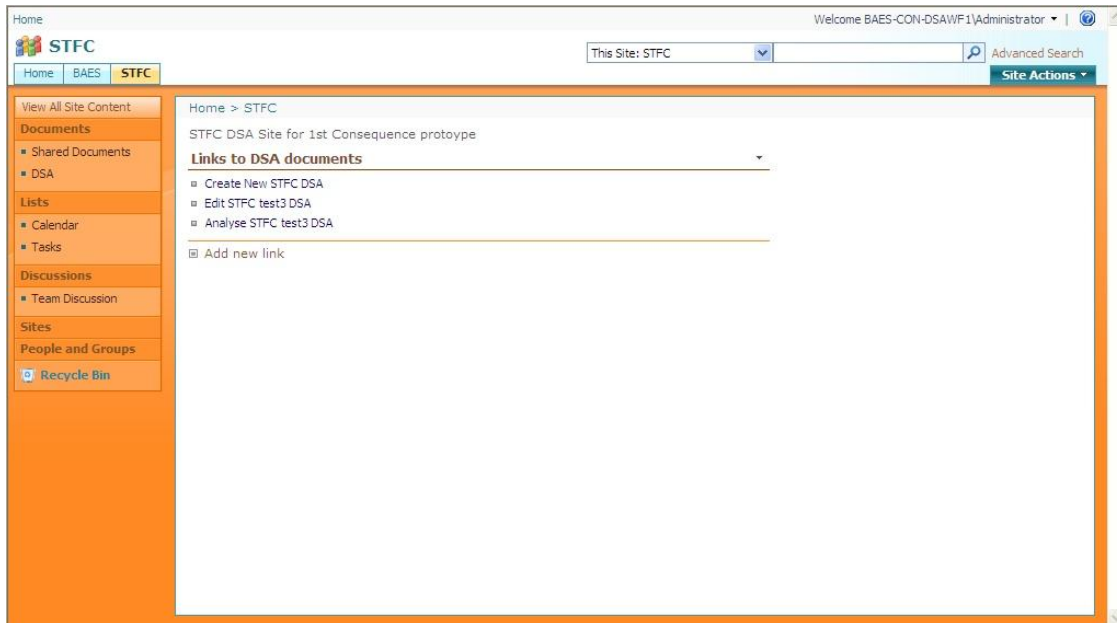 Home
Welcome BAES-CON-DSAWF1\Administrator
STFC
This Site: STFC
Advanced Search
Home BAES STFC
Site Actions
View All Site Content
Documents
Shared Documents
DSA
Lists
Calendar
Tasks
Discussions
Team Discussion
Sites
People and Groups
Recycle Bin
Home > STFC
STFC DSA Site for 1st Consequence protoype
Links to DSA documents
Create New STFC DSA
Edit STFC test3 DSA
Analyse STFC test3 DSA
Add new link